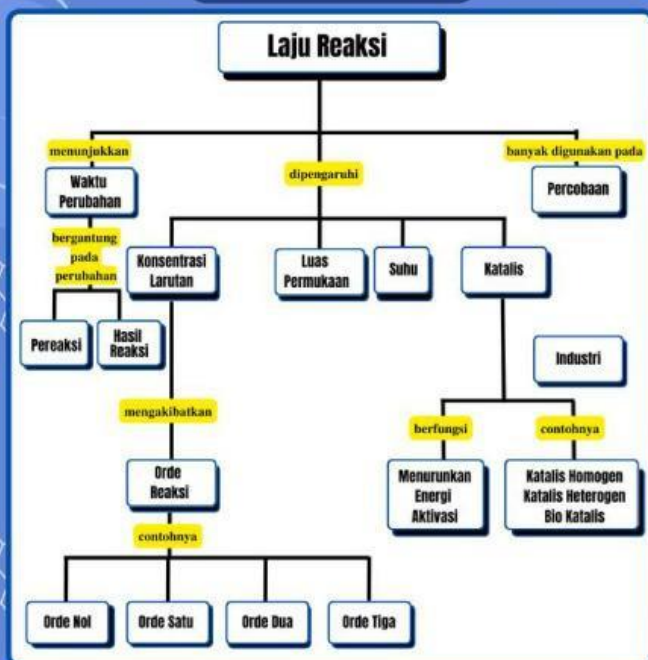 Laju Reaksi
menunjukkan
dipengaruhi
banyak digunakan pada
Waktu
Perubahan
Percobaan
bergantung
pada
perubahan
Konsentrasi
Larutan
Luas
Permukaan
Suhu
Katalis
Pereaksi
Hasil
Reaksi
Industri
mengakibatkan
berfungsi
contohnya
Orde
Reaksi
Menurunkan
Energi
Aktivasi
Katalis Homogen
Katalis Heterogen
Bio Katalis
contohnya
Orde Nol
Orde Satu
Orde Dua
Orde Tiga